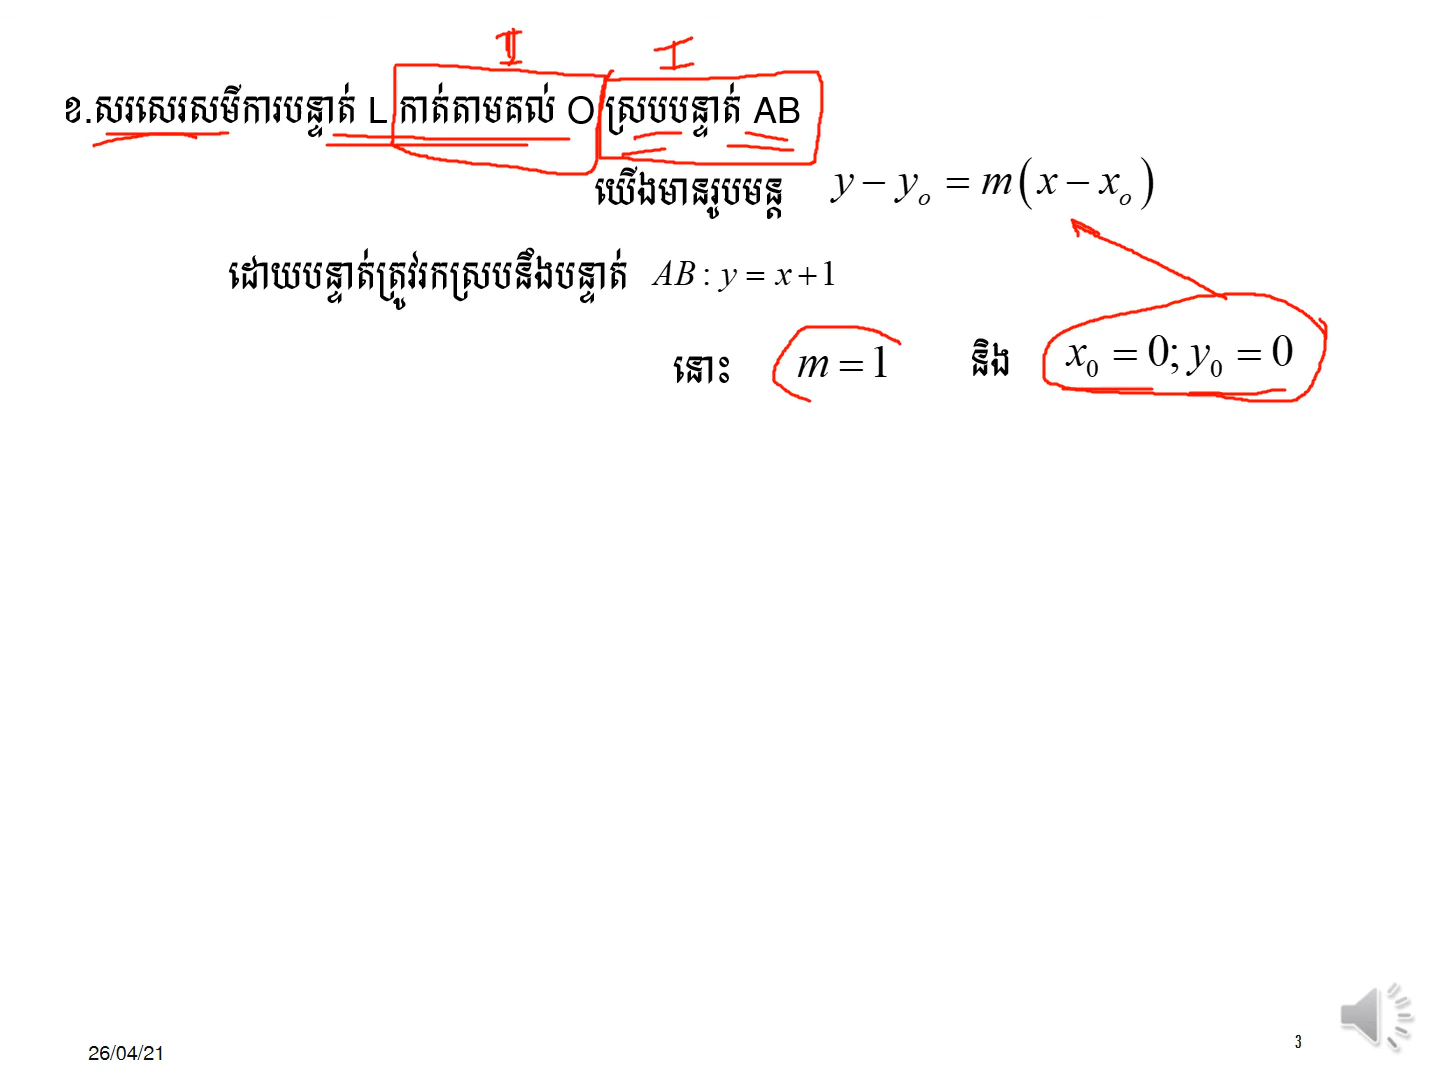 II I
ខ.សរសេរសមីការបន្ទាត់ L កាត់តាមគល់ O ស្របបន្ទាត់ AB
យើងមានរូបមន្ត y − yₒ = m(x − xₒ)
ដោយបន្ទាត់ត្រូវរកស្របនឹងបន្ទាត់ AB : y = x + 1
នោះ m = 1 និង x₀ = 0; y₀ = 0
26/04/21 3